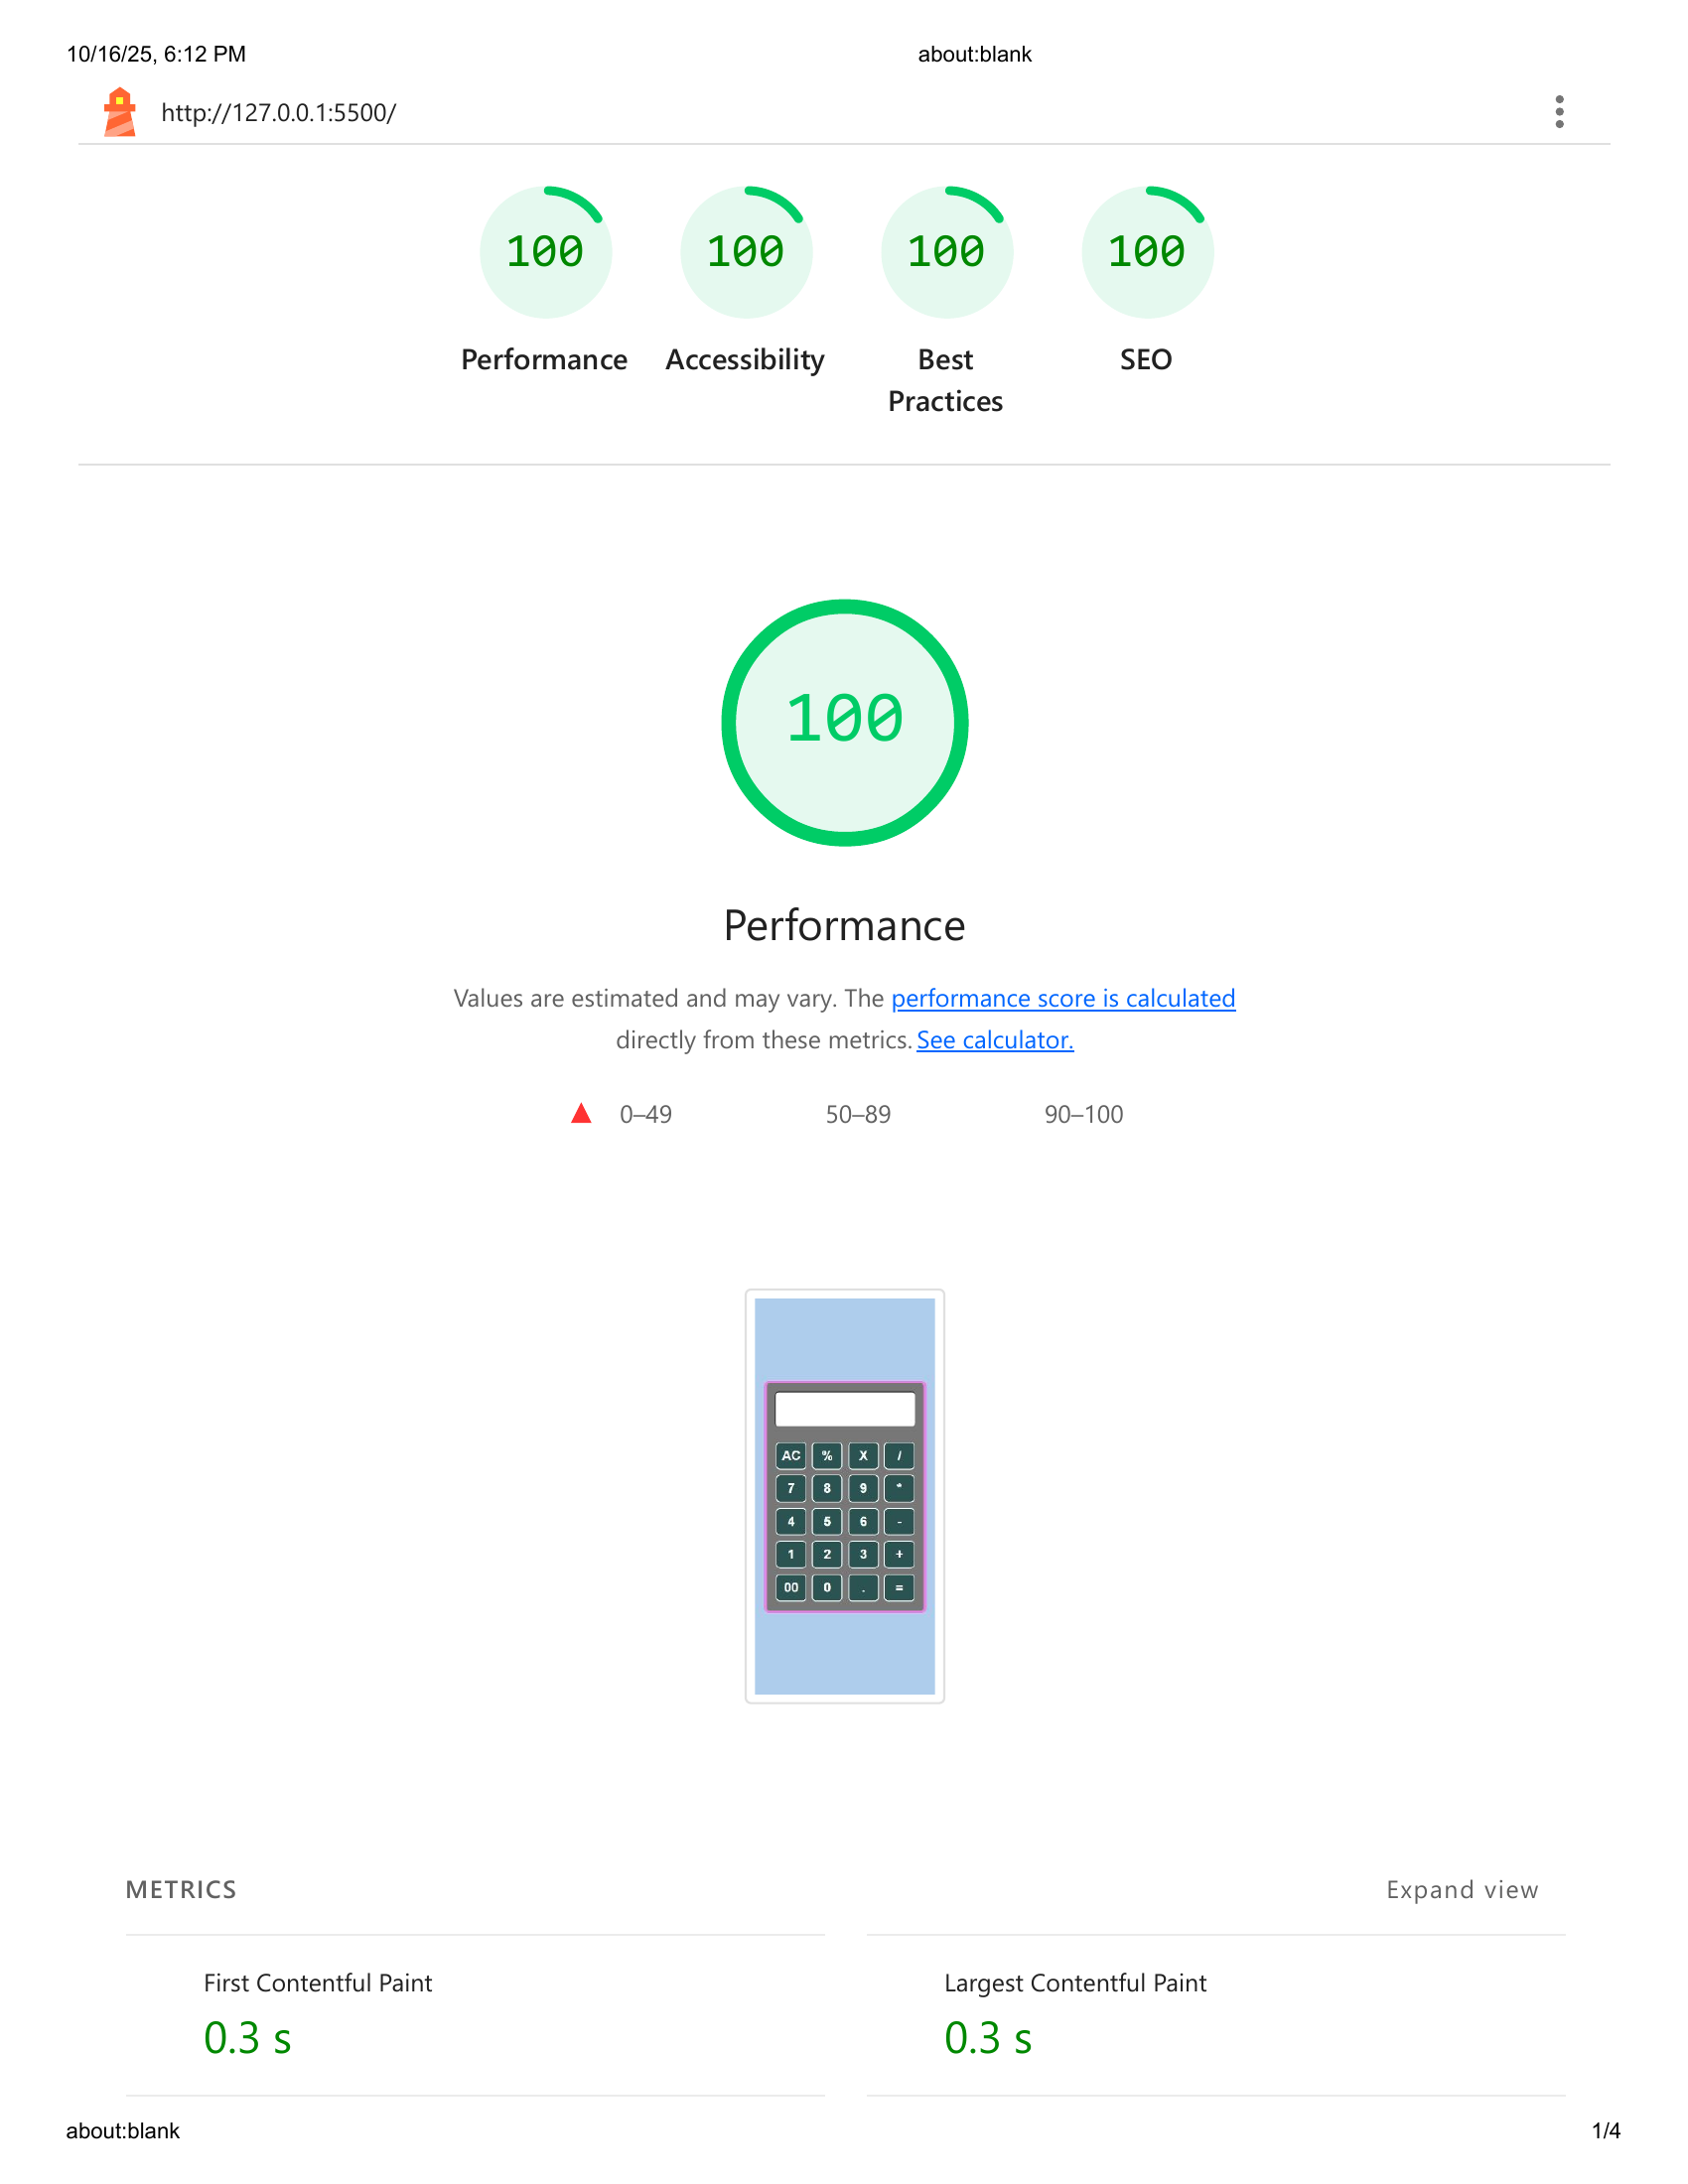 10/16/25, 6:12 PM about:blank
http://127.0.0.1:5500/
100 100 100 100
Performance Accessibility Best Practices SEO
100
Performance
Values are estimated and may vary. The performance score is calculated
directly from these metrics. See calculator.
0–49 50–89 90–100
AC % X /
7 8 9 *
4 5 6 -
1 2 3 +
00 0 . =
METRICS Expand view
First Contentful Paint Largest Contentful Paint
0.3 s 0.3 s
about:blank 1/4